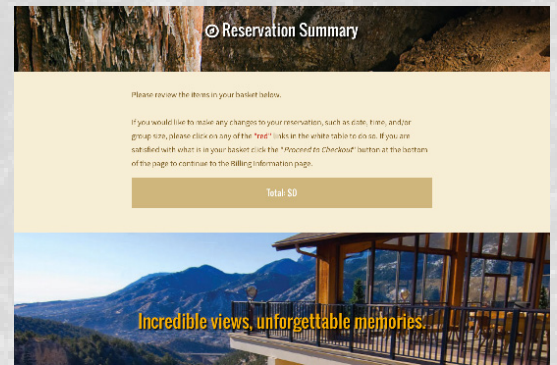 Reservation Summary
Please review the items in your basket below.
If you would like to make any changes to your reservation, such as date, time, and/or
group size, please click on any of the "red" links in the white table to do so. If you are
satisfied with what is in your basket click the "Proceed to Checkout" button at the bottom
of the page to continue to the Billing Information page.
Total: $0
Incredible views, unforgettable memories.